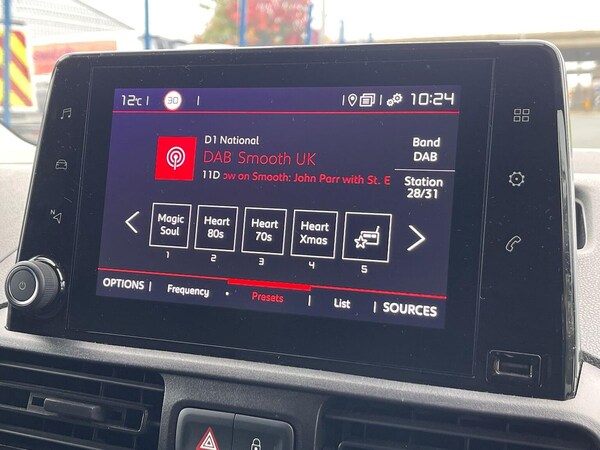 12°C | 30 | | 10:24
D1 National
DAB Smooth UK
11D ow on Smooth: John Parr with St. E
Band
DAB
Station
28/31
Magic
Soul
Heart
80s
Heart
70s
Heart
Xmas
1 2 3 4 5
OPTIONS | Frequency • Presets | List | SOURCES
N